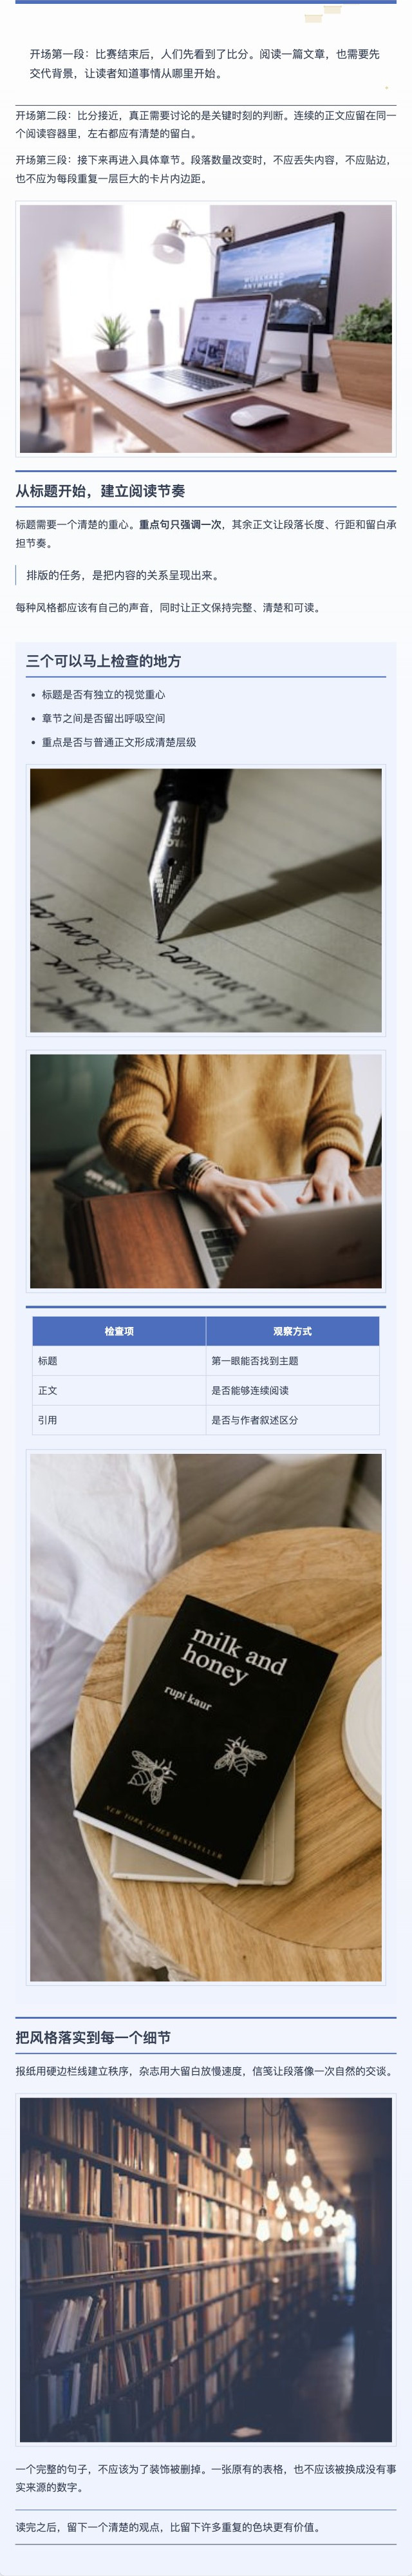 开场第一段：比赛结束后，人们先看到了比分。阅读一篇文章，也需要先
交代背景，让读者知道事情从哪里开始。
开场第二段：比分接近，真正需要讨论的是关键时刻的判断。连续的正文应留在同一
个阅读容器里，左右都应有清楚的留白。
开场第三段：接下来再进入具体章节。段落数量改变时，不应丢失内容，不应贴边，
也不应为每段重复一层巨大的卡片内边距。
WORK HARD
ANYWHERE
从标题开始，建立阅读节奏
标题需要一个清楚的重心。重点句只强调一次，其余正文让段落长度、行距和留白承
担节奏。
排版的任务，是把内容的关系呈现出来。
每种风格都应该有自己的声音，同时让正文保持完整、清楚和可读。
三个可以马上检查的地方
• 标题是否有独立的视觉重心
• 章节之间是否留出呼吸空间
• 重点是否与普通正文形成清楚层级
检查项 观察方式
标题 第一眼能否找到主题
正文 是否能够连续阅读
引用 是否与作者叙述区分
milk and
honey
rupi kaur
NEW YORK TIMES BESTSELLER
把风格落实到每一个细节
报纸用硬边栏线建立秩序，杂志用大留白放慢速度，信笺让段落像一次自然的交谈。
一个完整的句子，不应该为了装饰被删掉。一张原有的表格，也不应该被换成没有事
实来源的数字。
读完之后，留下一个清楚的观点，比留下许多重复的色块更有价值。